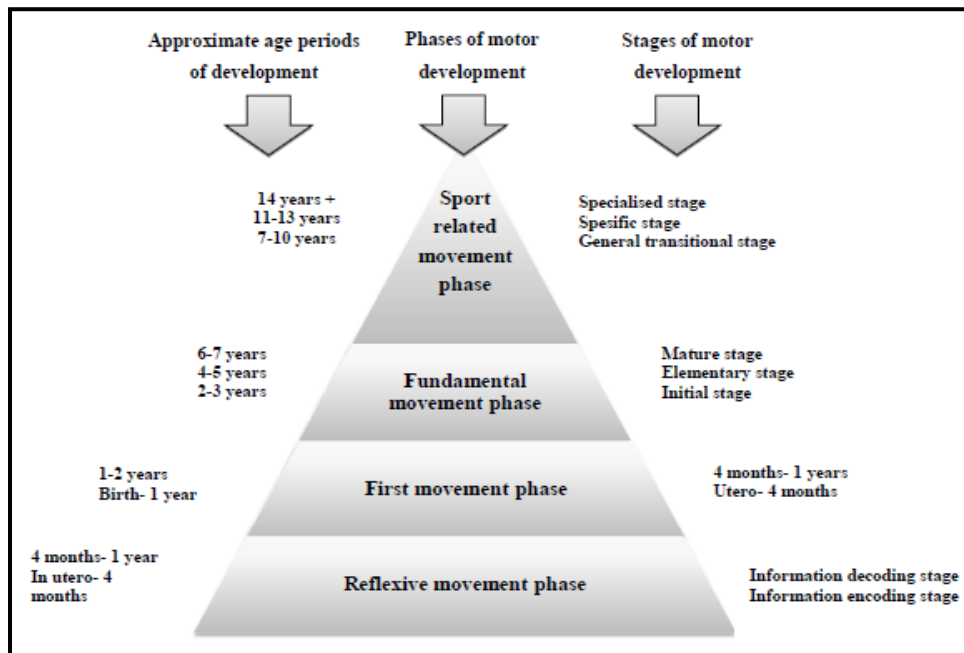 Approximate age periods
of development
Phases of motor
development
Stages of motor
development
14 years +
11-13 years
7-10 years
Sport
related
movement
phase
Specialised stage
Spesific stage
General transitional stage
6-7 years
4-5 years
2-3 years
Fundamental
movement phase
Mature stage
Elementary stage
Initial stage
1-2 years
Birth- 1 year
First movement phase
4 months- 1 years
Utero- 4 months
4 months- 1 year
In utero- 4
months
Reflexive movement phase
Information decoding stage
Information encoding stage